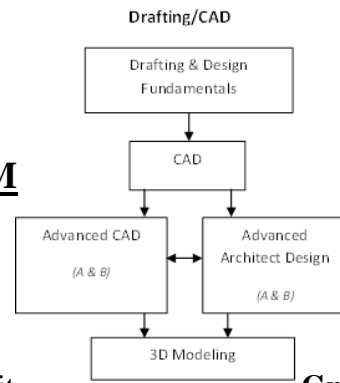 Drafting/CAD
Drafting & Design
Fundamentals
CAD
M
Advanced CAD
(A & B)
Advanced
Architect Design
(A & B)
3D Modeling